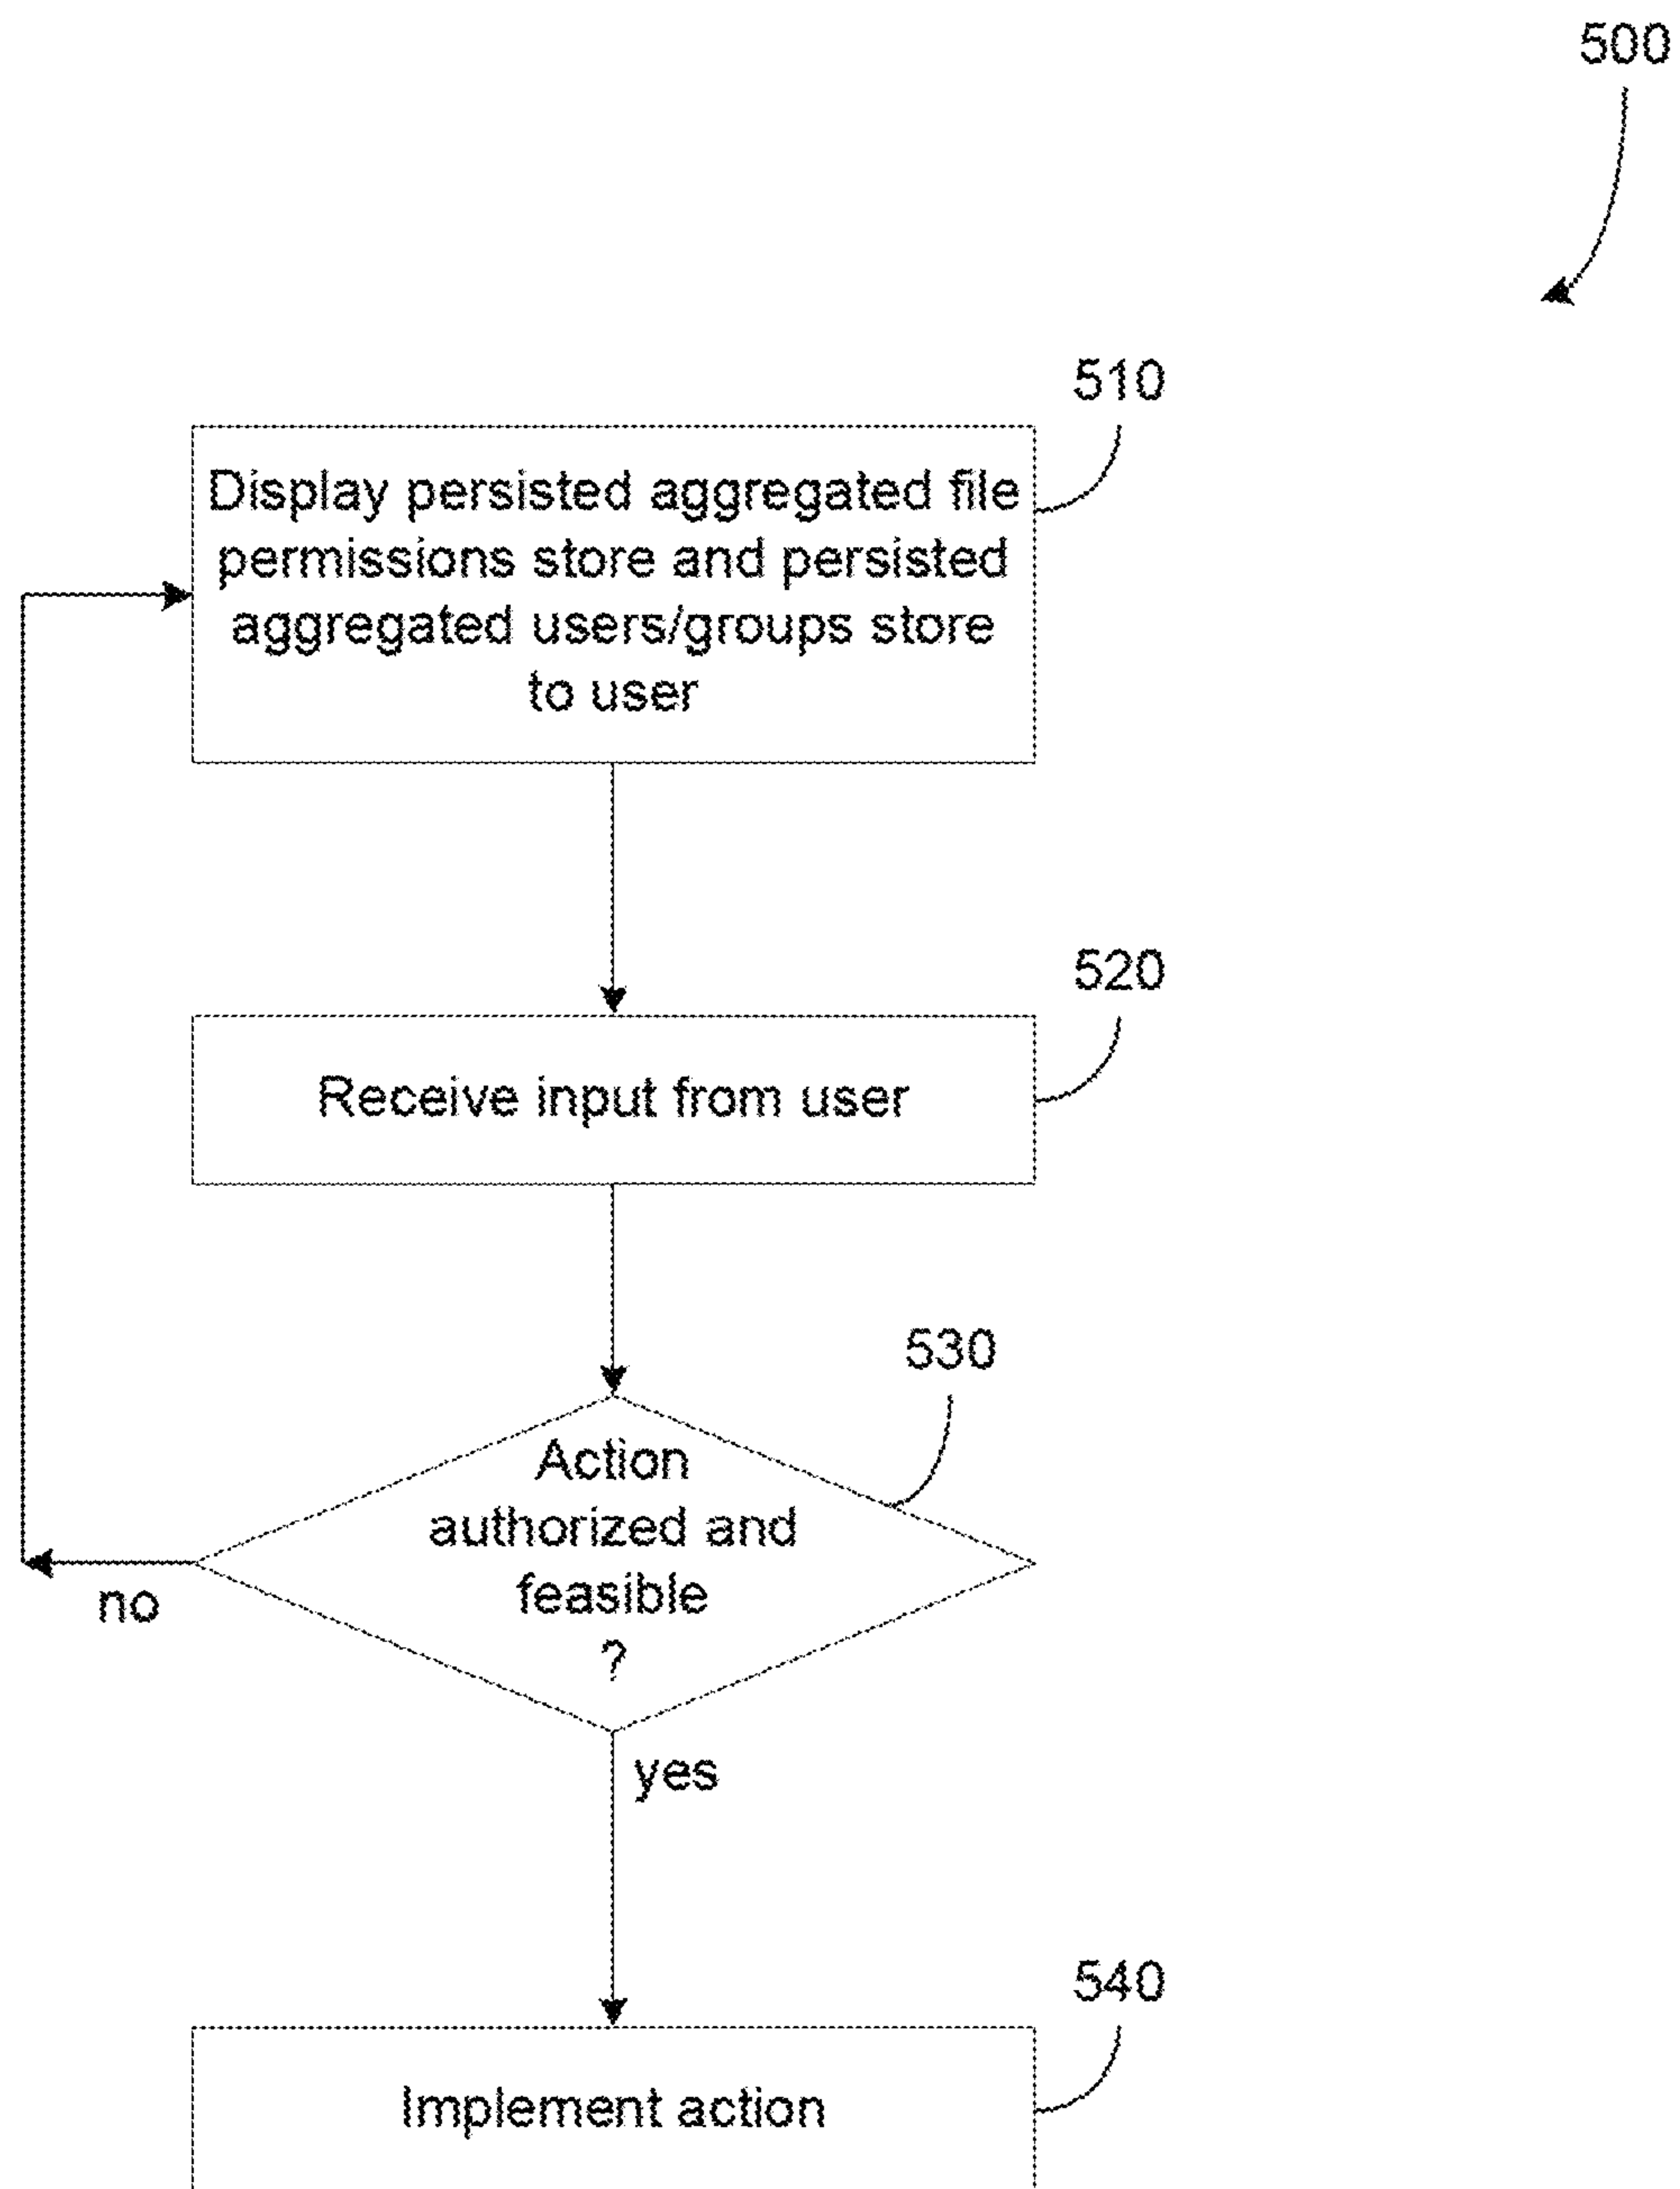 500
510
Display persisted aggregated file
permissions store and persisted
aggregated users/groups store
to user
520
Receive input from user
530
Action
authorized and
feasible
?
no
yes
540
Implement action